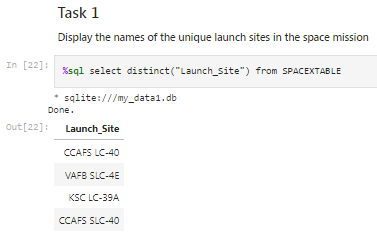 Task 1
Display the names of the unique launch sites in the space mission
In [22]: %sql select distinct("Launch_Site") from SPACEXTABLE
* sqlite:///my_data1.db
Done.
Out[22]: Launch_Site
CCAFS LC-40
VAFB SLC-4E
KSC LC-39A
CCAFS SLC-40